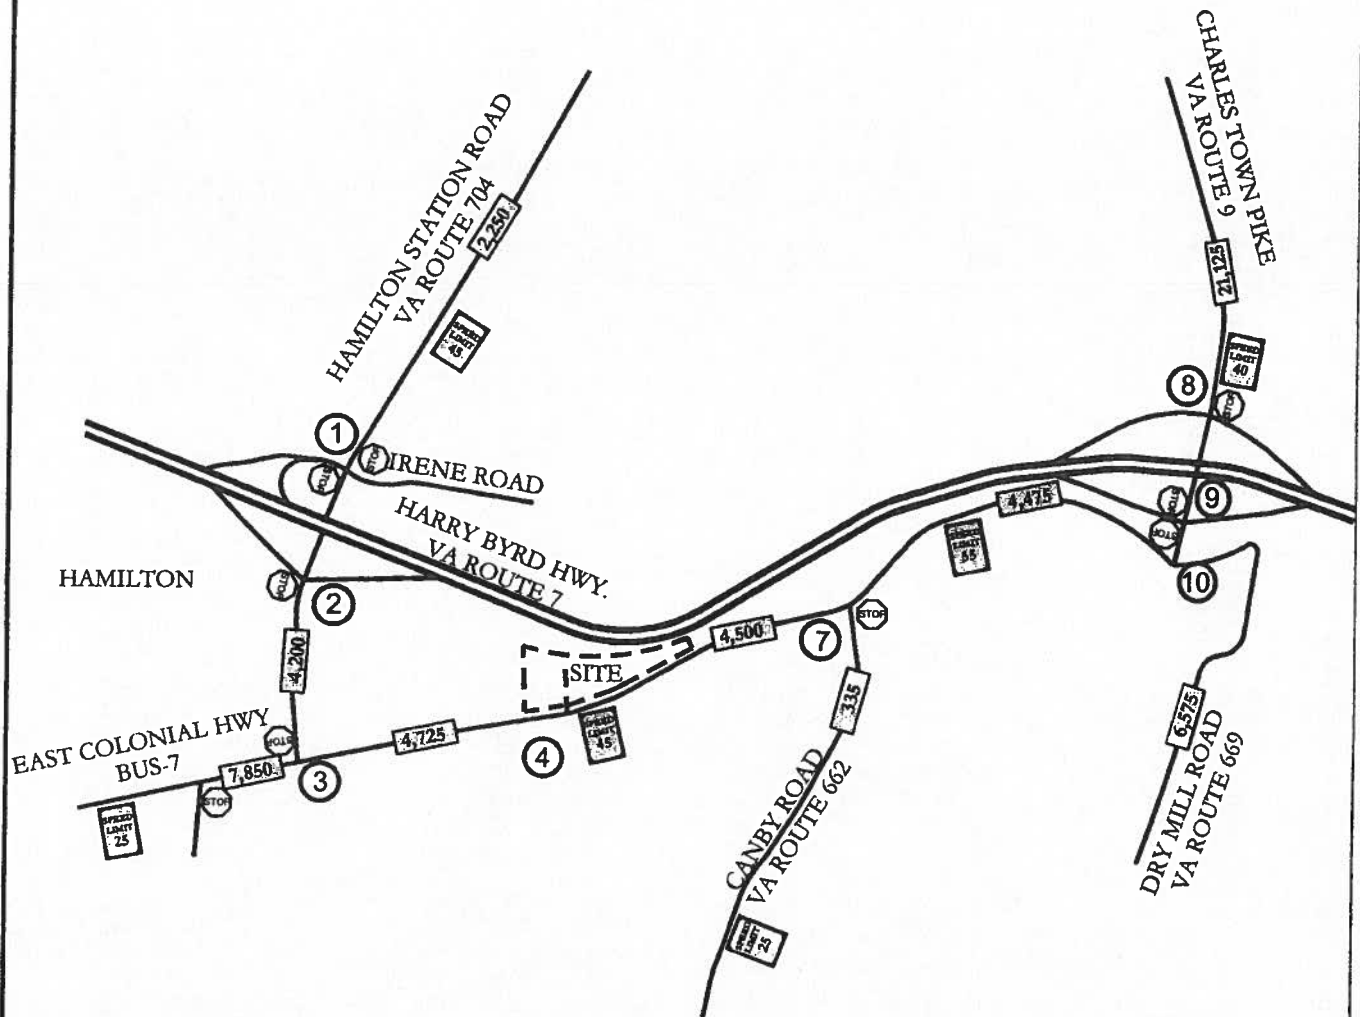 CHARLES TOWN PIKE
VA ROUTE 9
HAMILTON STATION ROAD
VA ROUTE 704
2,250
21,125
SPEED
LIMIT
45
SPEED
LIMIT
40
8
STOP
1
STOP
STOP
IRENE ROAD
HARRY BYRD HWY.
VA ROUTE 7
4,475
STOP
9
SPEED
LIMIT
55
STOP
HAMILTON
STOP
2
10
STOP
4,500
7
4,200
SITE
335
EAST COLONIAL HWY
BUS-7
STOP
4,725
SPEED
LIMIT
45
6,575
7,850
3
4
STOP
SPEED
LIMIT
25
CANBY ROAD
VA ROUTE 662
DRY MILL ROAD
VA ROUTE 669
SPEED
LIMIT
25